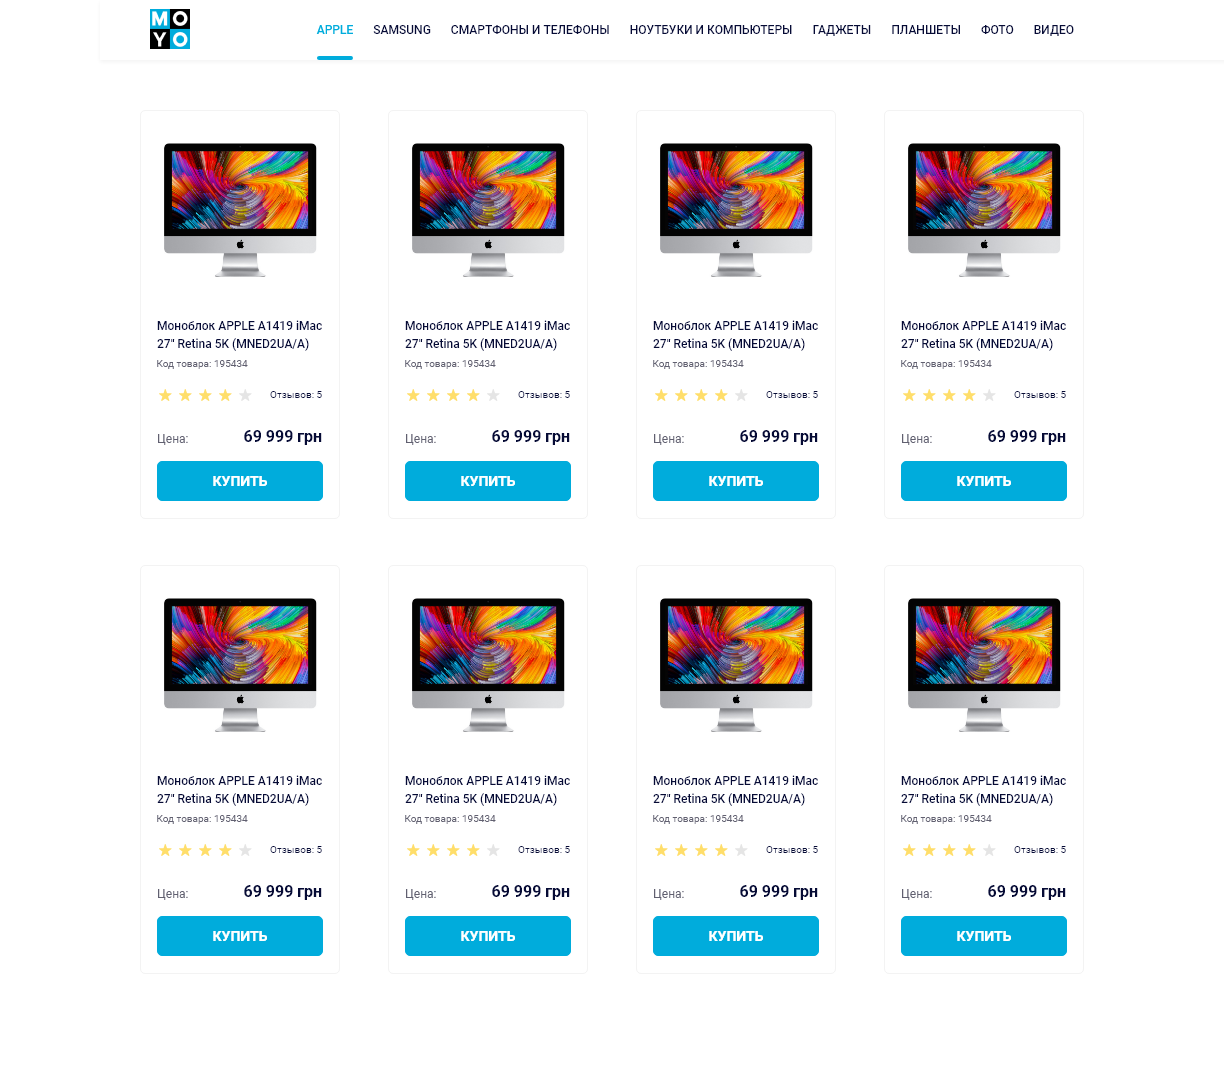 MO
YO
APPLE SAMSUNG СМАРТФОНЫ И ТЕЛЕФОНЫ НОУТБУКИ И КОМПЬЮТЕРЫ ГАДЖЕТЫ ПЛАНШЕТЫ ФОТО ВИДЕО
Моноблок APPLE A1419 iMac
27" Retina 5K (MNED2UA/A)
Код товара: 195434
Отзывов: 5
Цена: 69 999 грн
КУПИТЬ
Моноблок APPLE A1419 iMac
27" Retina 5K (MNED2UA/A)
Код товара: 195434
Отзывов: 5
Цена: 69 999 грн
КУПИТЬ
Моноблок APPLE A1419 iMac
27" Retina 5K (MNED2UA/A)
Код товара: 195434
Отзывов: 5
Цена: 69 999 грн
КУПИТЬ
Моноблок APPLE A1419 iMac
27" Retina 5K (MNED2UA/A)
Код товара: 195434
Отзывов: 5
Цена: 69 999 грн
КУПИТЬ
Моноблок APPLE A1419 iMac
27" Retina 5K (MNED2UA/A)
Код товара: 195434
Отзывов: 5
Цена: 69 999 грн
КУПИТЬ
Моноблок APPLE A1419 iMac
27" Retina 5K (MNED2UA/A)
Код товара: 195434
Отзывов: 5
Цена: 69 999 грн
КУПИТЬ
Моноблок APPLE A1419 iMac
27" Retina 5K (MNED2UA/A)
Код товара: 195434
Отзывов: 5
Цена: 69 999 грн
КУПИТЬ
Моноблок APPLE A1419 iMac
27" Retina 5K (MNED2UA/A)
Код товара: 195434
Отзывов: 5
Цена: 69 999 грн
КУПИТЬ